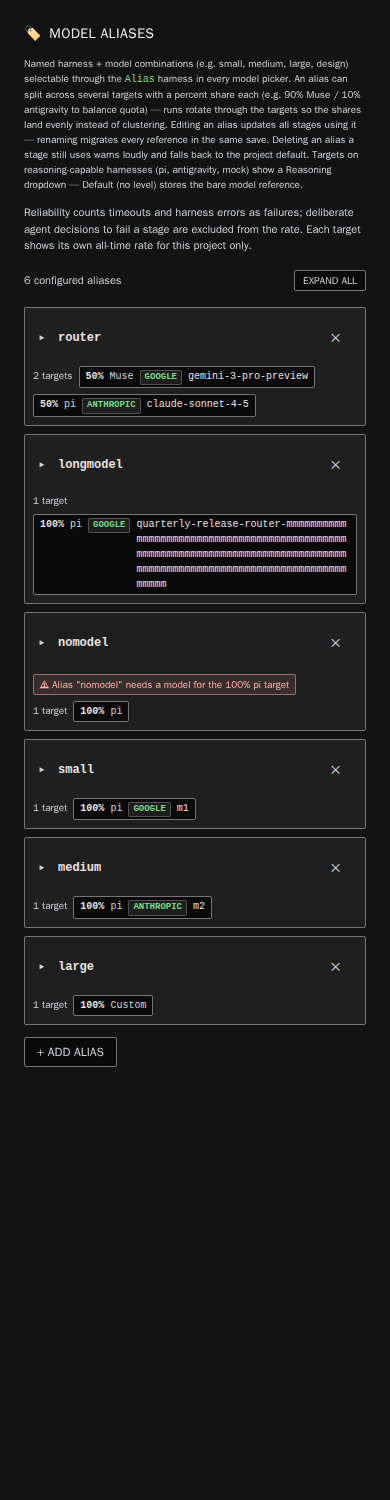 MODEL ALIASES
Named harness + model combinations (e.g. small, medium, large, design)
selectable through the Alias harness in every model picker. An alias can
split across several targets with a percent share each (e.g. 90% Muse / 10%
antigravity to balance quota) — runs rotate through the targets so the shares
land evenly instead of clustering. Editing an alias updates all stages using it
— renaming migrates every reference in the same save. Deleting an alias a
stage still uses warns loudly and falls back to the project default. Targets on
reasoning-capable harnesses (pi, antigravity, mock) show a Reasoning
dropdown — Default (no level) stores the bare model reference.
Reliability counts timeouts and harness errors as failures; deliberate
agent decisions to fail a stage are excluded from the rate. Each target
shows its own all-time rate for this project only.
6 configured aliases EXPAND ALL
▸ router ×
2 targets 50% Muse GOOGLE gemini-3-pro-preview
50% pi ANTHROPIC claude-sonnet-4-5
▸ longmodel ×
1 target
100% pi GOOGLE quarterly-release-router-mmmmmmmmmm
mmmmmmmmmmmmmmmmmmmmmmmmmmmmmmmmmmm
mmmmmmmmmmmmmmmmmmmmmmmmmmmmmmmmmmm
mmmmmmmmmmmmmmmmmmmmmmmmmmmmmmmmmmm
mmmmm
▸ nomodel ×
⚠ Alias "nomodel" needs a model for the 100% pi target
1 target 100% pi
▸ small ×
1 target 100% pi GOOGLE m1
▸ medium ×
1 target 100% pi ANTHROPIC m2
▸ large ×
1 target 100% Custom
+ ADD ALIAS